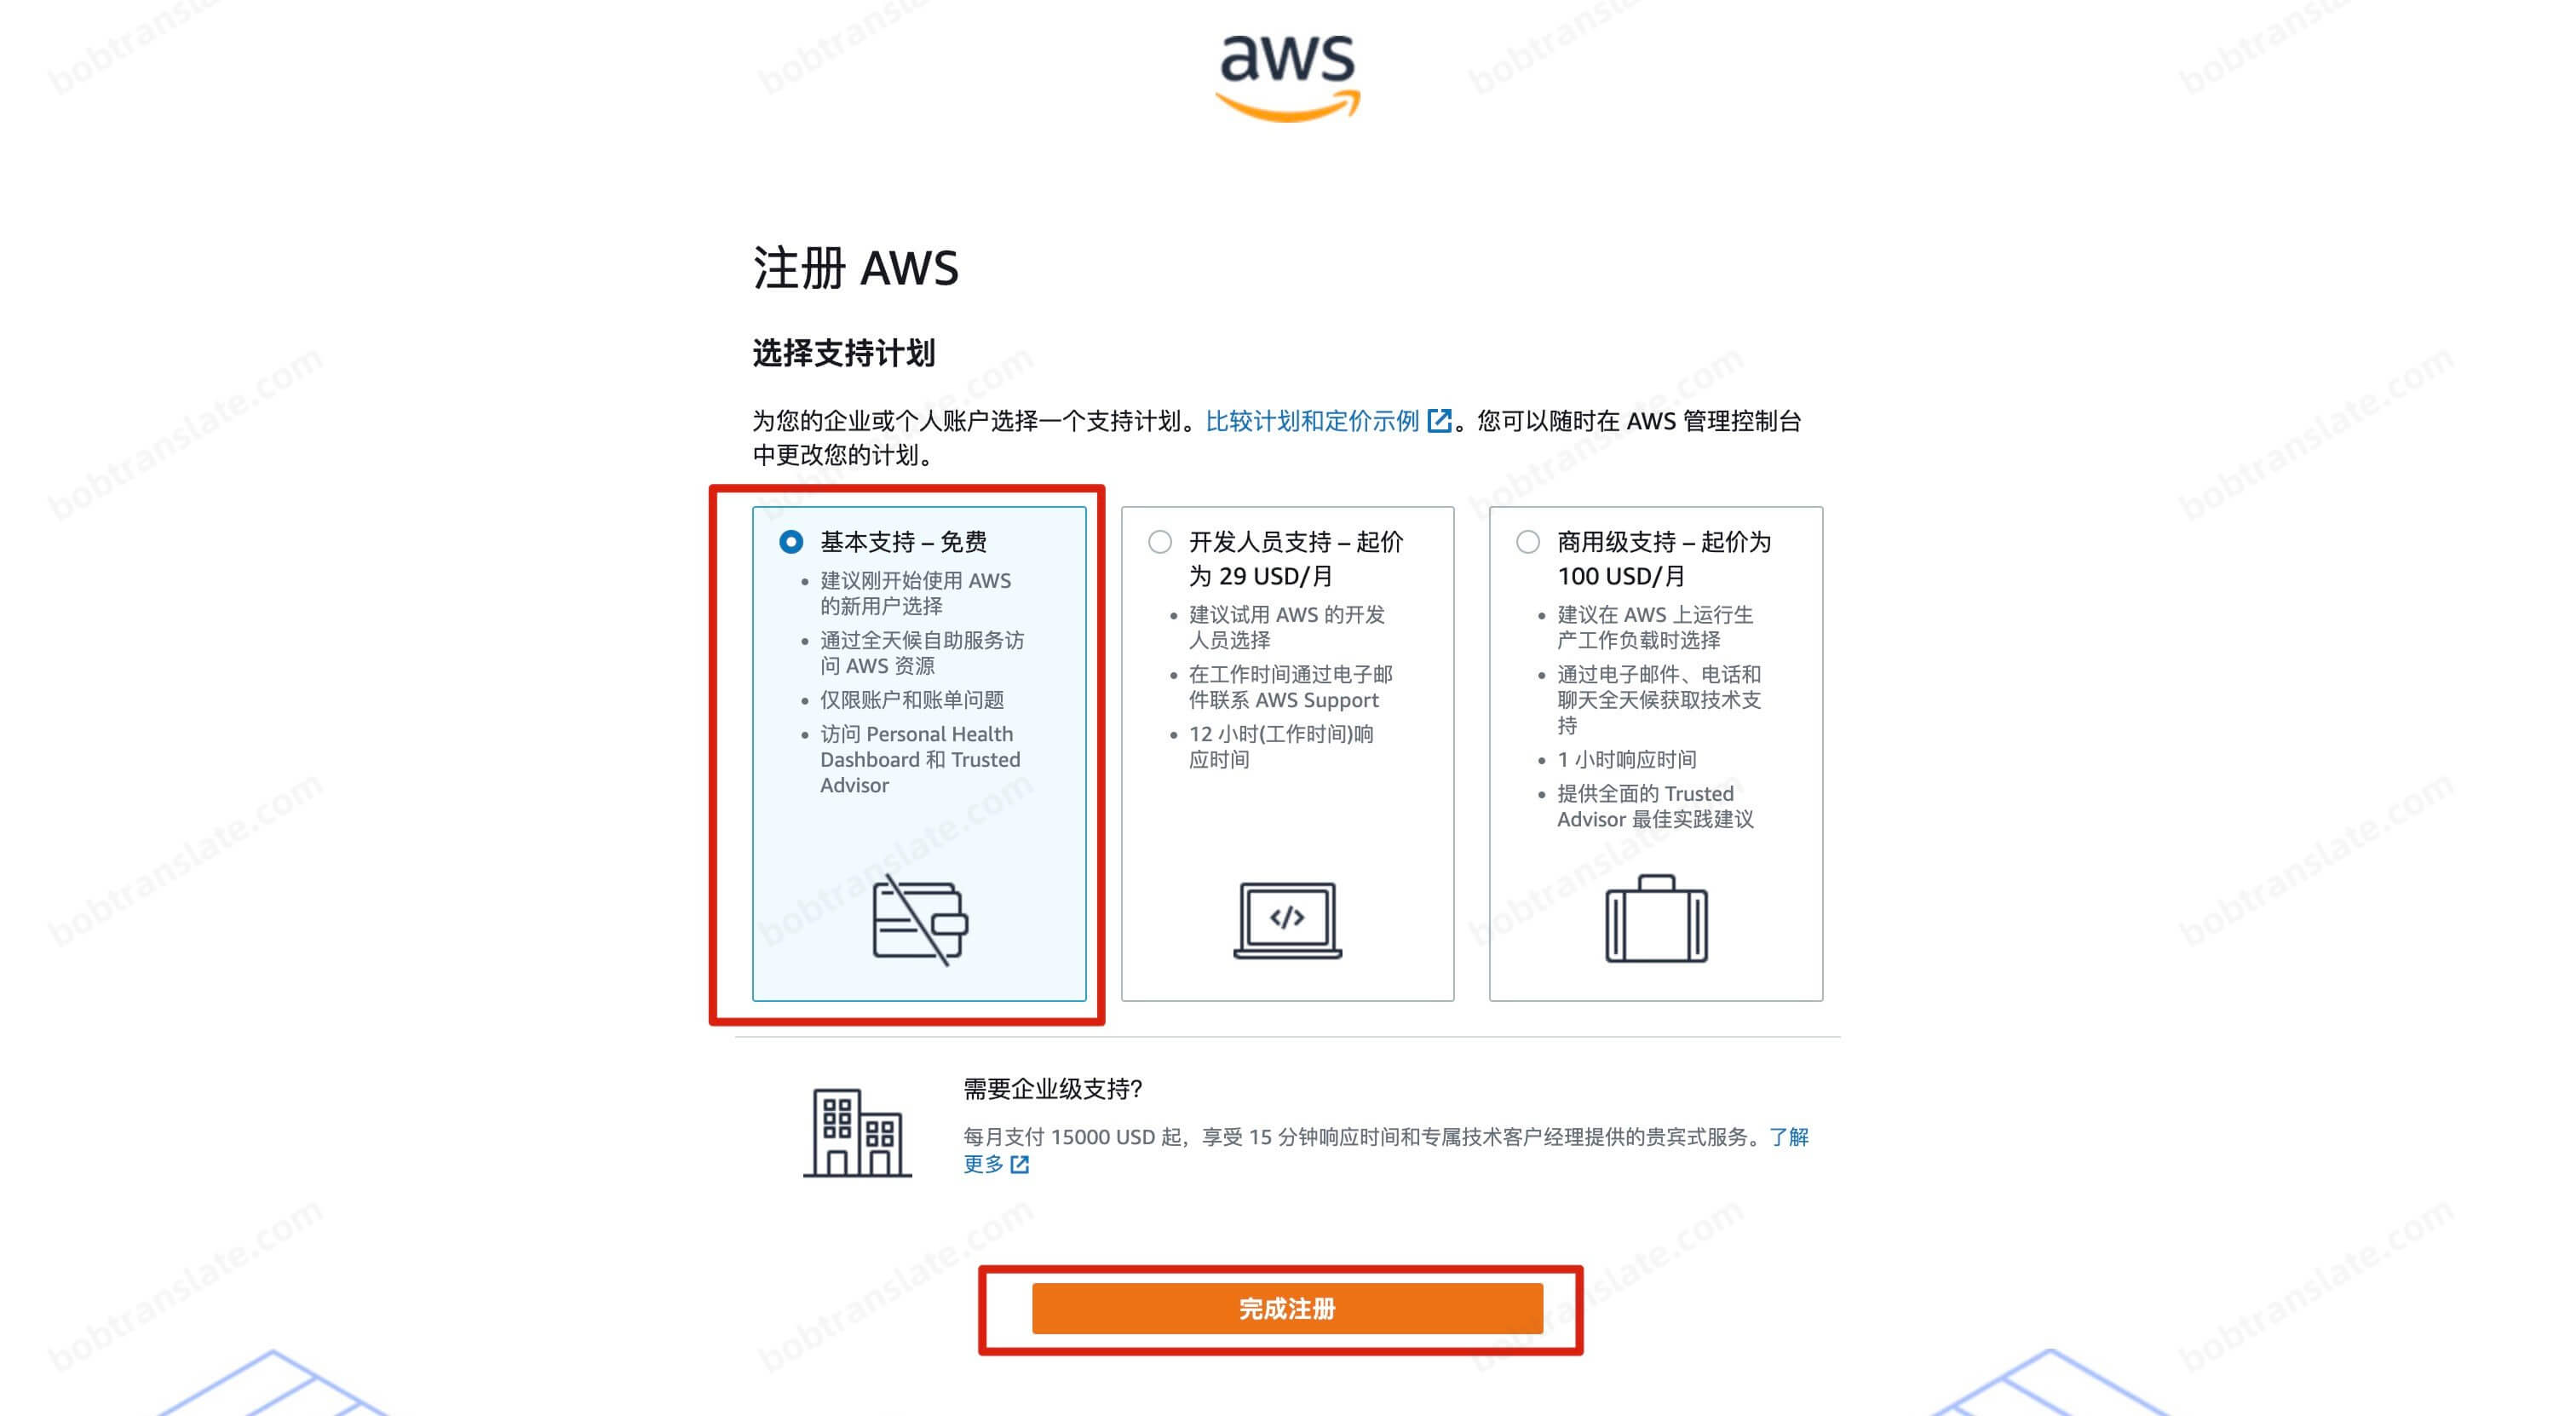 aws
注册 AWS
选择支持计划
为您的企业或个人账户选择一个支持计划。比较计划和定价示例。您可以随时在 AWS 管理控制台
中更改您的计划。
基本支持 – 免费
建议刚开始使用 AWS
的新用户选择
通过全天候自助服务访
问 AWS 资源
仅限账户和账单问题
访问 Personal Health
Dashboard 和 Trusted
Advisor
开发人员支持 – 起价
为 29 USD/月
建议试用 AWS 的开发
人员选择
在工作时间通过电子邮
件联系 AWS Support
12 小时(工作时间)响
应时间
</>
商用级支持 – 起价为
100 USD/月
建议在 AWS 上运行生
产工作负载时选择
通过电子邮件、电话和
聊天全天候获取技术支
持
1 小时响应时间
提供全面的 Trusted
Advisor 最佳实践建议
需要企业级支持?
每月支付 15000 USD 起，享受 15 分钟响应时间和专属技术客户经理提供的贵宾式服务。了解
更多
完成注册
bobtranslate.com